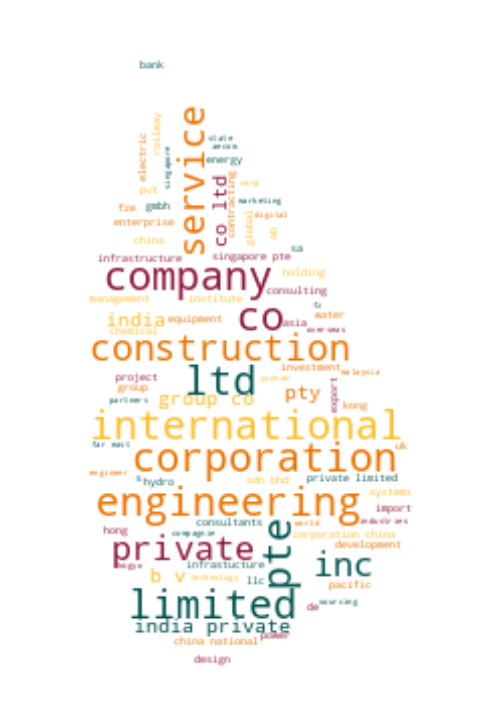 bank
service
railway
electric
singapore
state
aecom
energy
pvt
co ltd
contracting
corp
marketing
fze
gmbh
global
digital
enterprise
ab
china
sa
infrastructure
singapore pte
company
holding
consulting
management
institute
co
water
india
equipment
asia
overseas
chemical
construction
investment
malaysia
project
ltd
group
pty
export
partners
group co
kong
international
far east
uk
corporation
engineer
hydro
sdn bhd
private limited
systems
engineering
import
consultants
world
industries
hong
compagnie
corporation china
private
pte
development
infrastucture
inc
b v
technology
llc
pacific
limited
sourcing
de
india private
power
china national
design